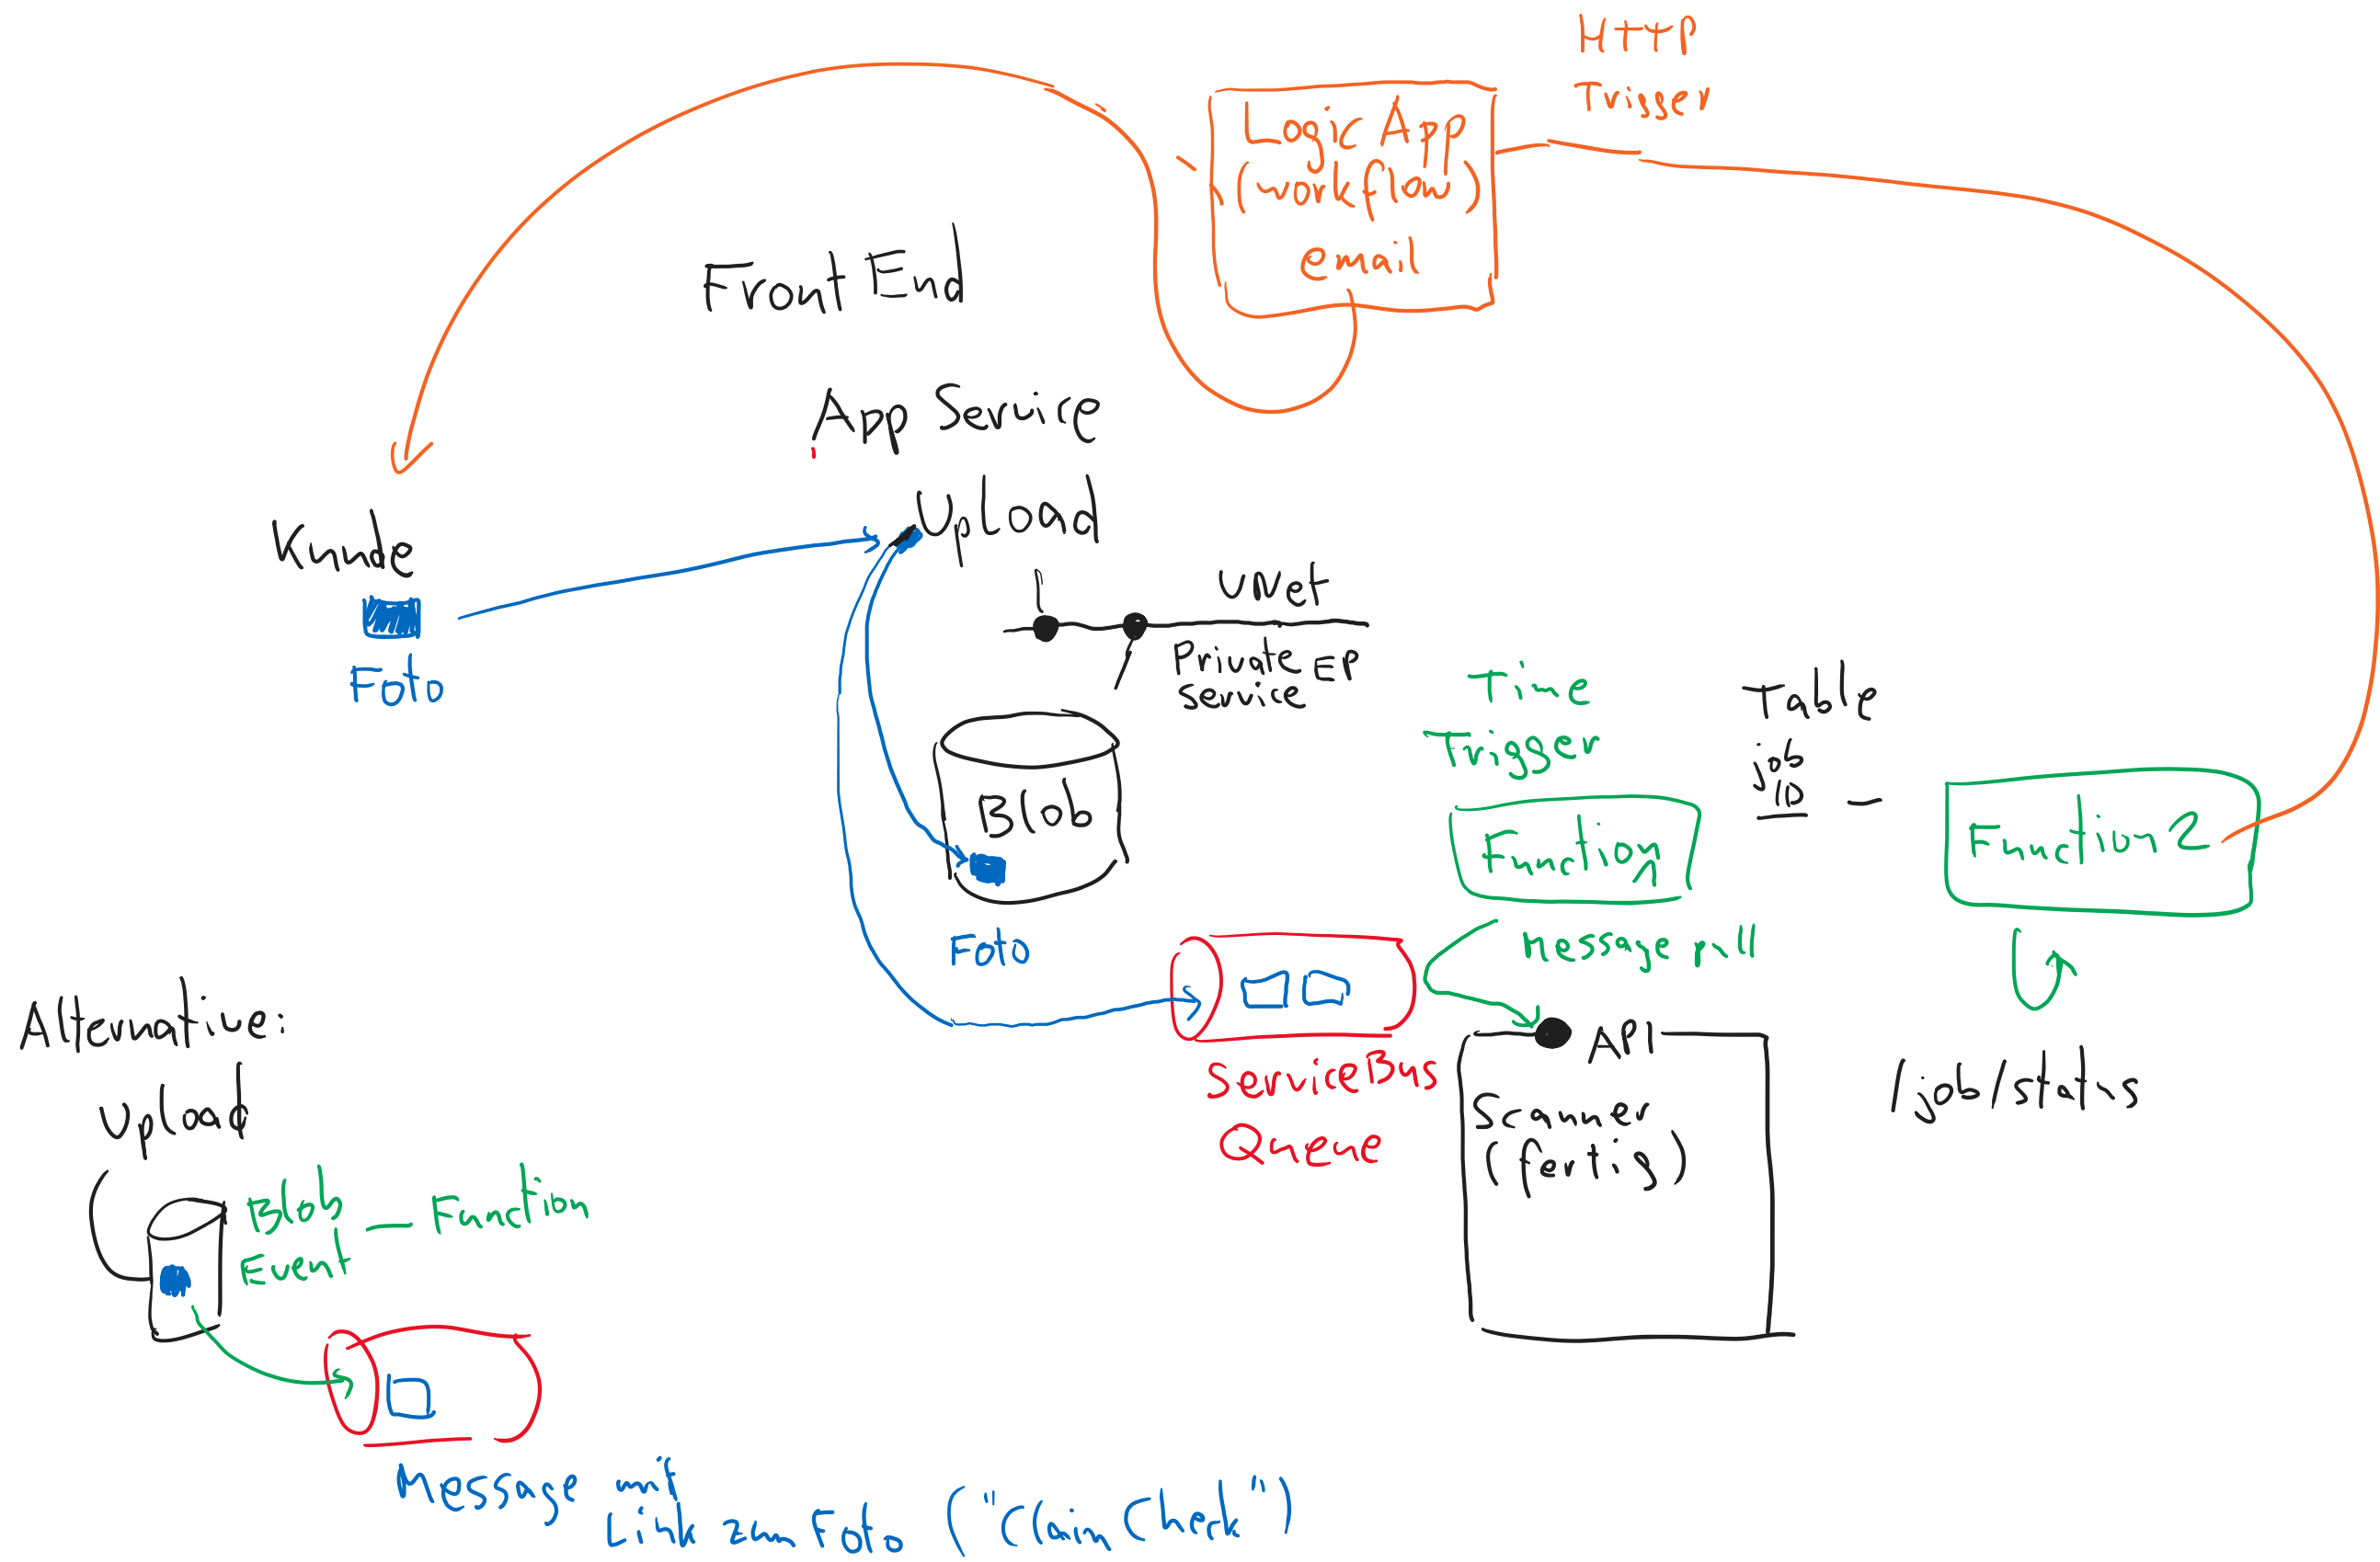 HTTP
Trigger
Logic App
(workflow)
email
Front End
App Service
Upload
Kunde
Foto
VNet
Private EP
Service
Blob
Foto
Time
Trigger
Function
Message pull
Table
job
ID
Function 2
ServiceBus
Queue
API
Scanner
(fertig)
/job/status
Alternative:
Upload
Blob
Event
Function
Message mit
Link zum Foto ("Claim Check")